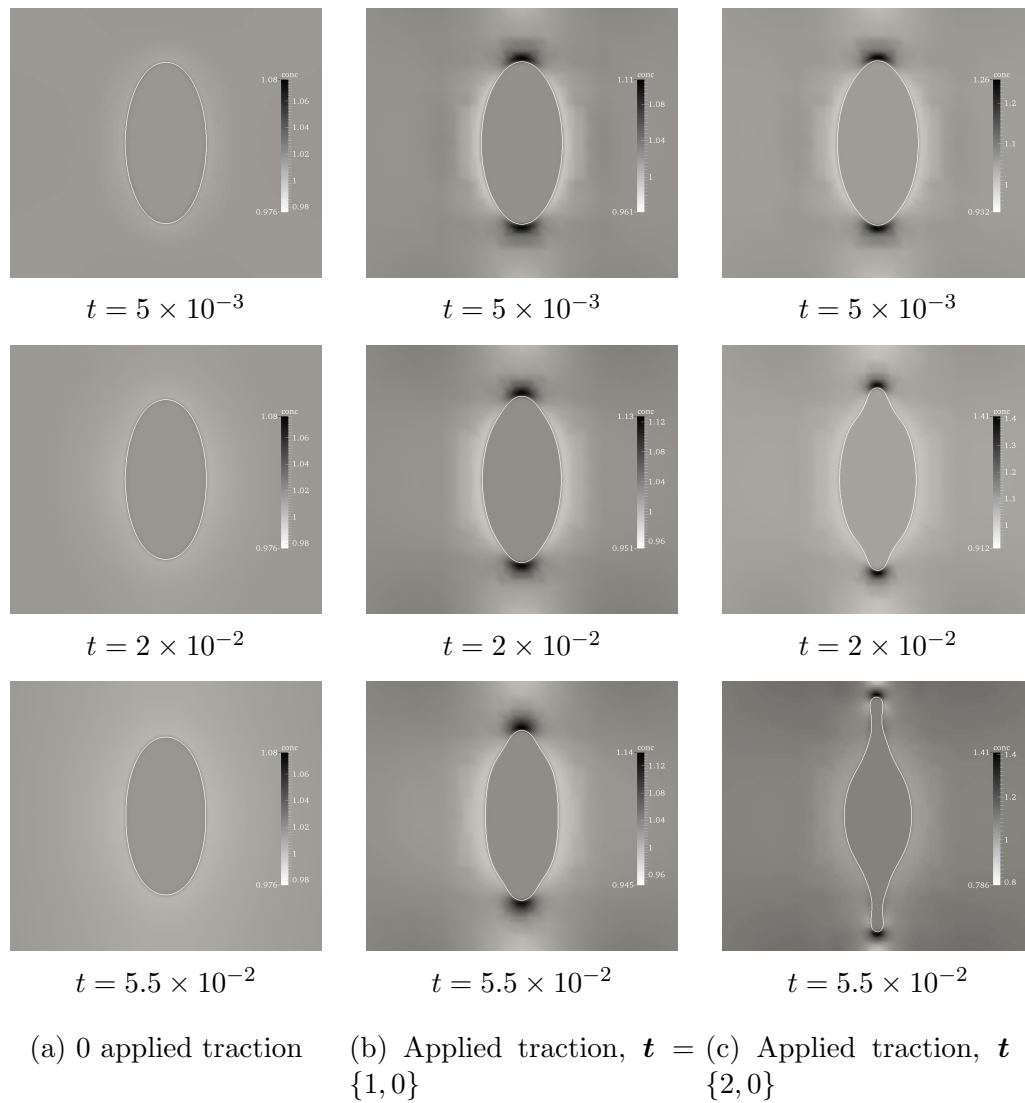 conc
1.08
1.06
1.04
1.02
1
0.98
0.976
conc
1.11
1.08
1.04
1
0.961
conc
1.26
1.2
1.1
1
0.932
t = 5 × 10⁻³
t = 5 × 10⁻³
t = 5 × 10⁻³
conc
1.08
1.06
1.04
1.02
1
0.98
0.976
conc
1.13
1.12
1.08
1.04
1
0.96
0.951
conc
1.41
1.4
1.3
1.2
1.1
1
0.912
t = 2 × 10⁻²
t = 2 × 10⁻²
t = 2 × 10⁻²
conc
1.08
1.06
1.04
1.02
1
0.98
0.976
conc
1.14
1.12
1.08
1.04
1
0.96
0.945
conc
1.41
1.4
1.2
1
0.8
0.786
t = 5.5 × 10⁻²
t = 5.5 × 10⁻²
t = 5.5 × 10⁻²
(a) 0 applied traction
(b) Applied traction, t =
{1, 0}
(c) Applied traction, t
{2, 0}